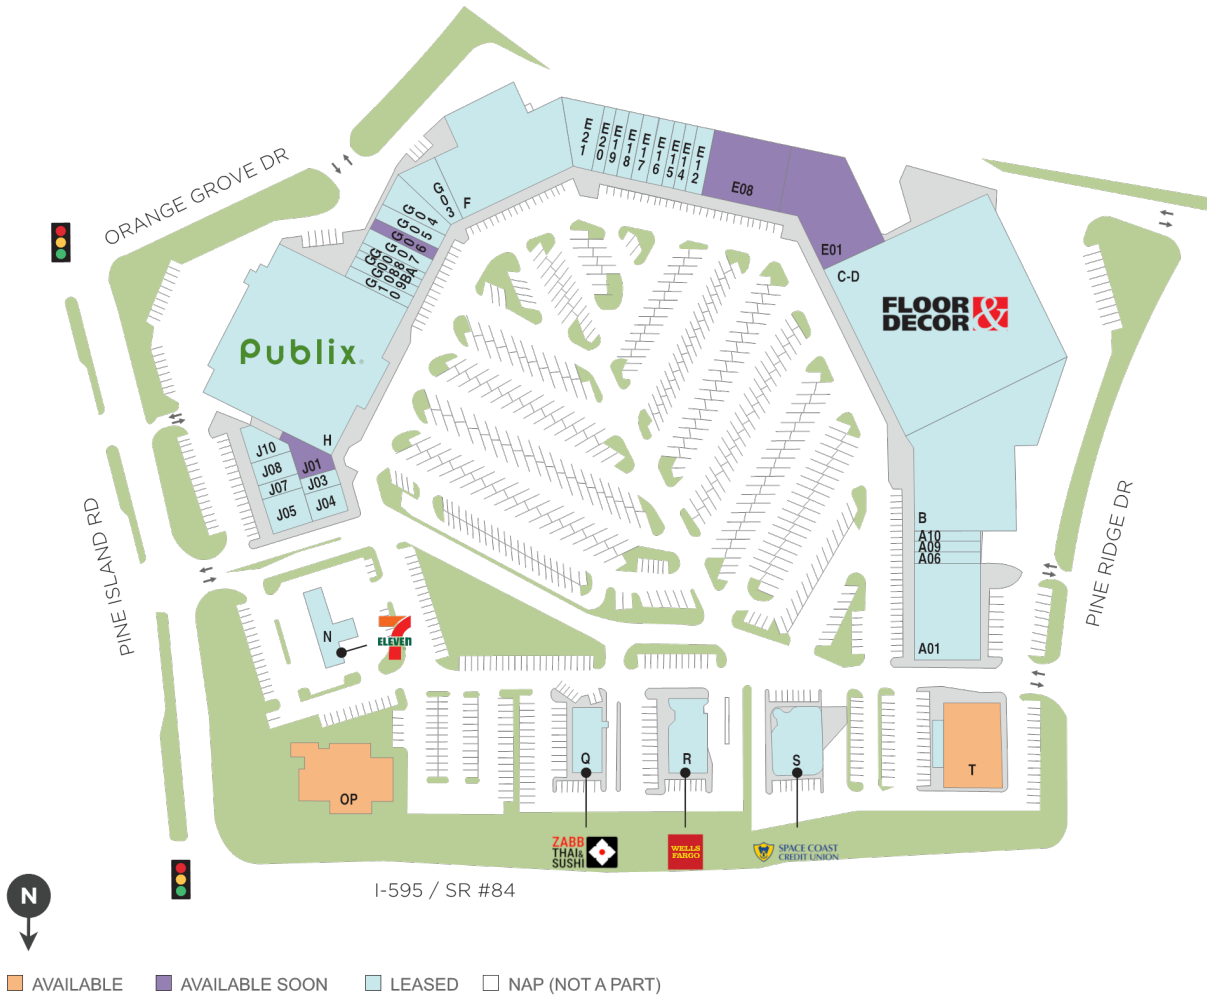 ORANGE GROVE DR
PINE ISLAND RD
PINE RIDGE DR
I-595 / SR #84
E21
E20
E19
E18
E17
E16
E15
E14
E12
E08
E01
C-D
FLOOR &
DECOR
F
G03
G04
G05
G06
G07
G08A
G08B
G09
G10
Publix
H
J10
J08
J07
J05
J01
J03
J04
B
A10
A09
A06
A01
N
7
ELEVEN
OP
Q
R
S
T
ZABB
THAI&
SUSHI
WELLS
FARGO
SPACE COAST
CREDIT UNION
N
AVAILABLE
AVAILABLE SOON
LEASED
NAP (NOT A PART)